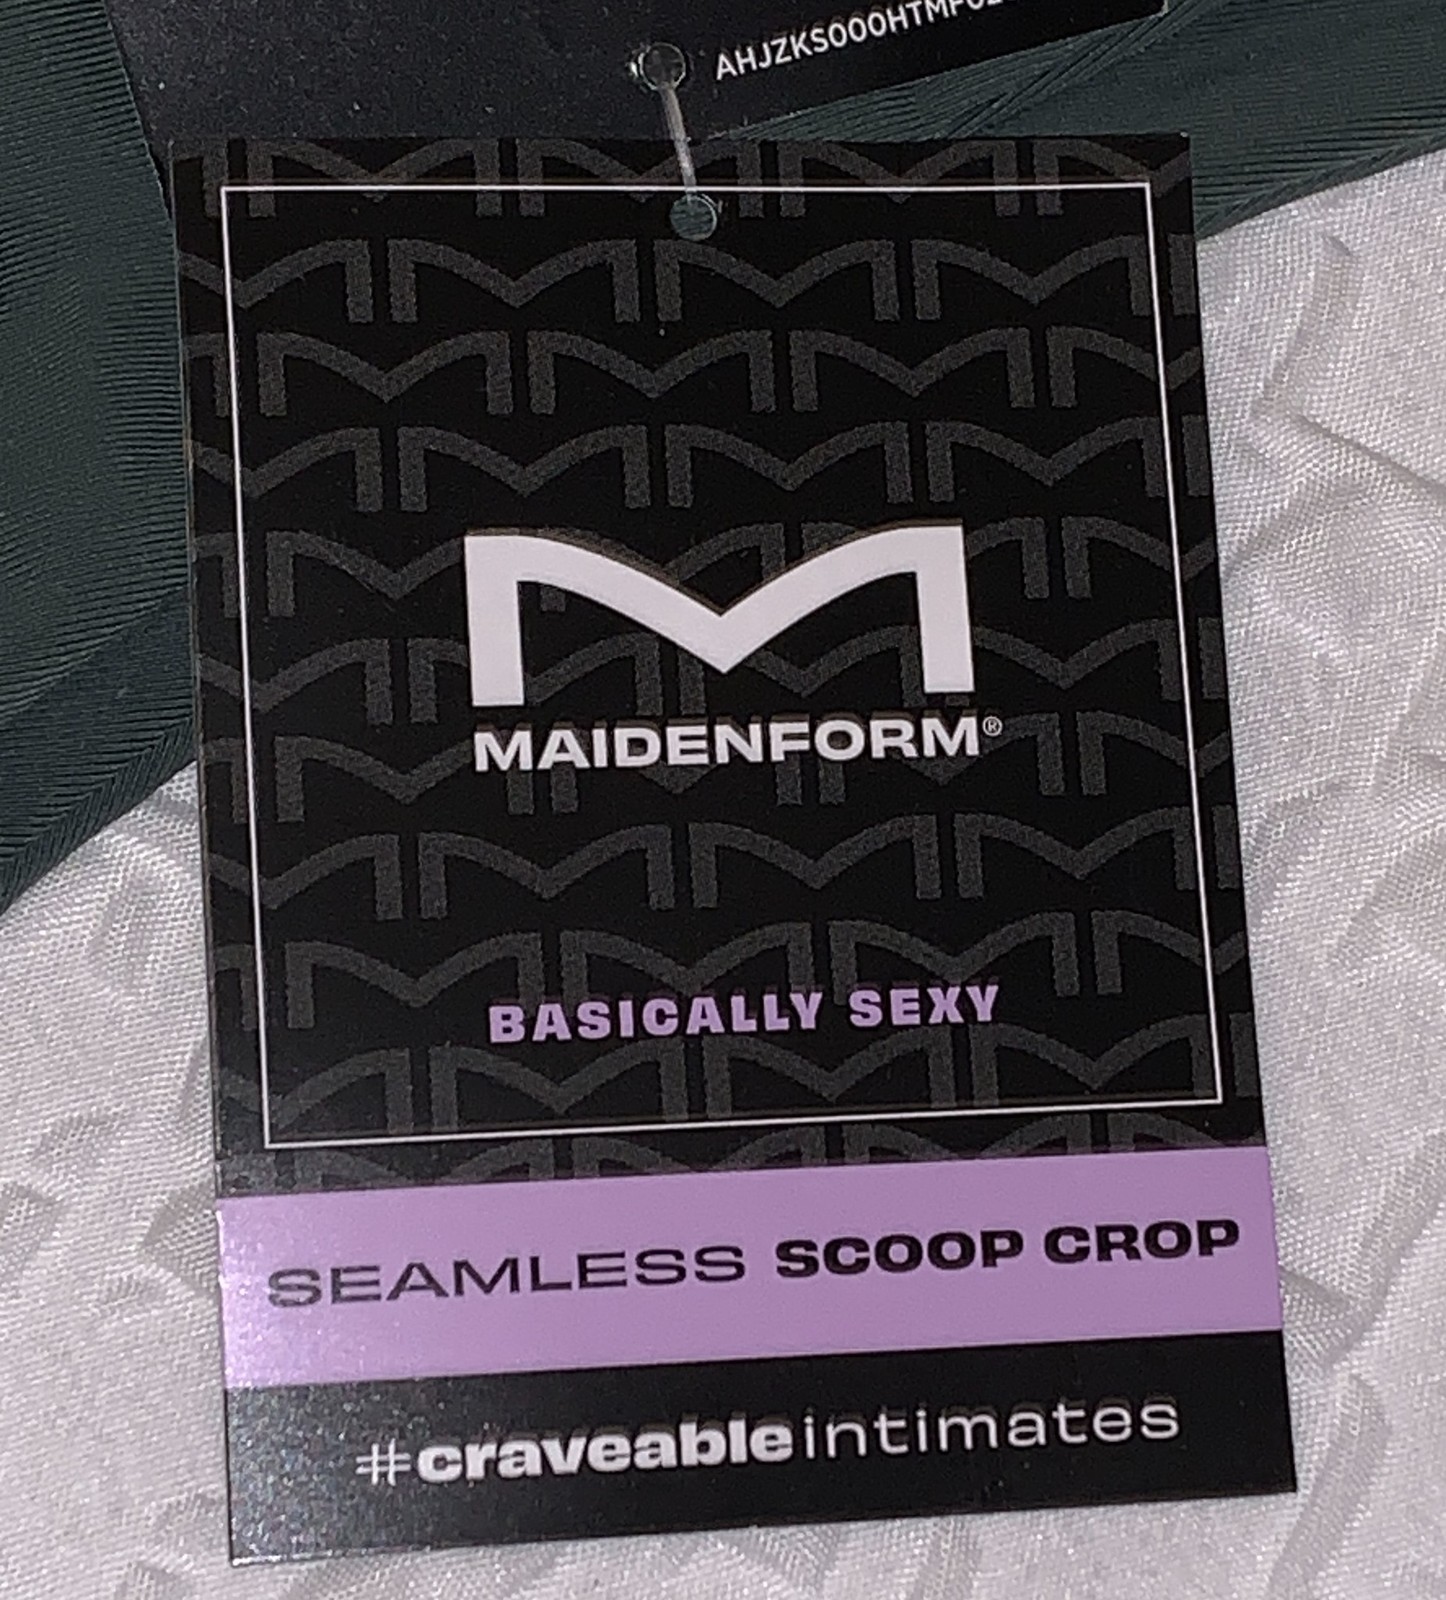 MAIDENFORM®
BASICALLY SEXY
SEAMLESS SCOOP CROP
#craveableintimates